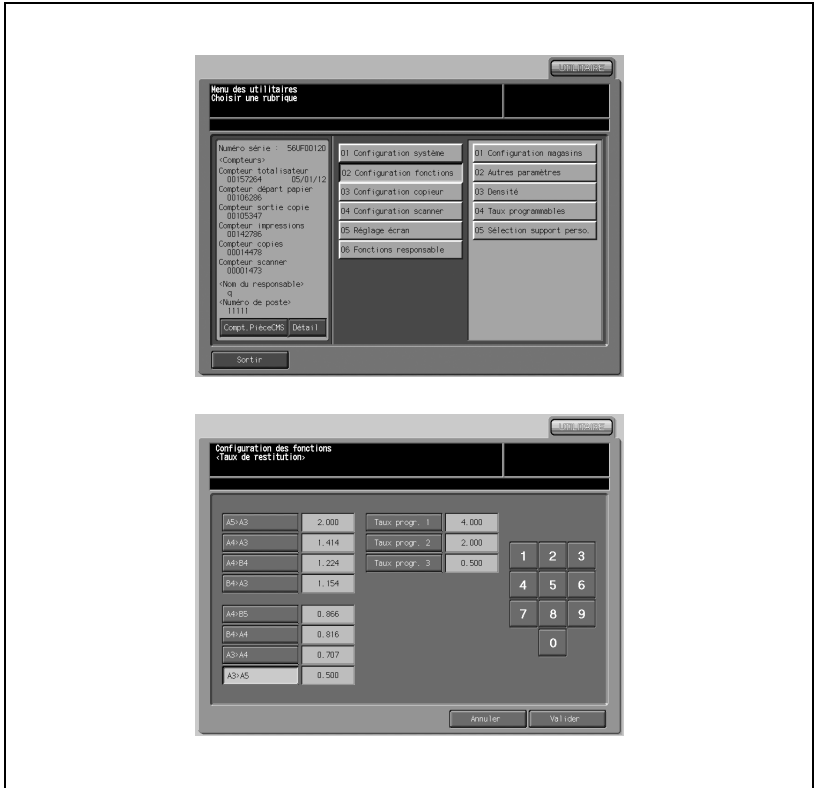 UTILITAIRE
Menu des utilitaires
Choisir une rubrique
Numéro série : 56UFD0120
<Compteurs>
Compteur totalisateur
00157264 05/01/12
Compteur départ papier
00106286
Compteur sortie copie
00105347
Compteur impressions
00142786
Compteur copies
00014478
Compteur scanner
00001473
<Nom du responsable>
q
<Numéro de poste>
11111
Compt.PièceCMS Détail
01 Configuration système
02 Configuration fonctions
03 Configuration copieur
04 Configuration scanner
05 Réglage écran
06 Fonctions responsable
01 Configuration magasins
02 Autres paramètres
03 Densité
04 Taux programmables
05 Sélection support perso.
Sortir
UTILITAIRE
Configuration des fonctions
<Taux de restitution>
A5>A3 2.000
A4>A3 1.414
A4>B4 1.224
B4>A3 1.154
A4>B5 0.866
B4>A4 0.816
A3>A4 0.707
A3>A5 0.500
Taux progr. 1 4.000
Taux progr. 2 2.000
Taux progr. 3 0.500
1 2 3
4 5 6
7 8 9
0
Annuler Valider